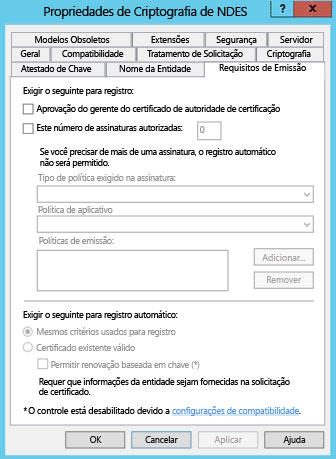 Propriedades de Criptografia de NDES
? x
Modelos Obsoletos Extensões Segurança Servidor
Geral Compatibilidade Tratamento de Solicitação Criptografia
Atestado de Chave Nome da Entidade Requisitos de Emissão
Exigir o seguinte para registro:
Aprovação do gerente do certificado de autoridade de certificação
Este número de assinaturas autorizadas: 0
Se você precisar de mais de uma assinatura, o registro automático
não será permitido.
Tipo de política exigido na assinatura:
Política de aplicativo
Políticas de emissão:
Adicionar...
Remover
Exigir o seguinte para registro automático:
Mesmos critérios usados para registro
Certificado existente válido
Permitir renovação baseada em chave (*)
Requer que informações da entidade sejam fornecidas na solicitação
de certificado.
*O controle está desabilitado devido a configurações de compatibilidade.
OK Cancelar Aplicar Ajuda